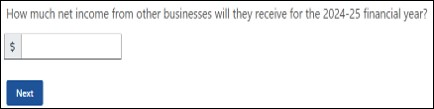 How much net income from other businesses will they receive for the 2024-25 financial year?
$
Next